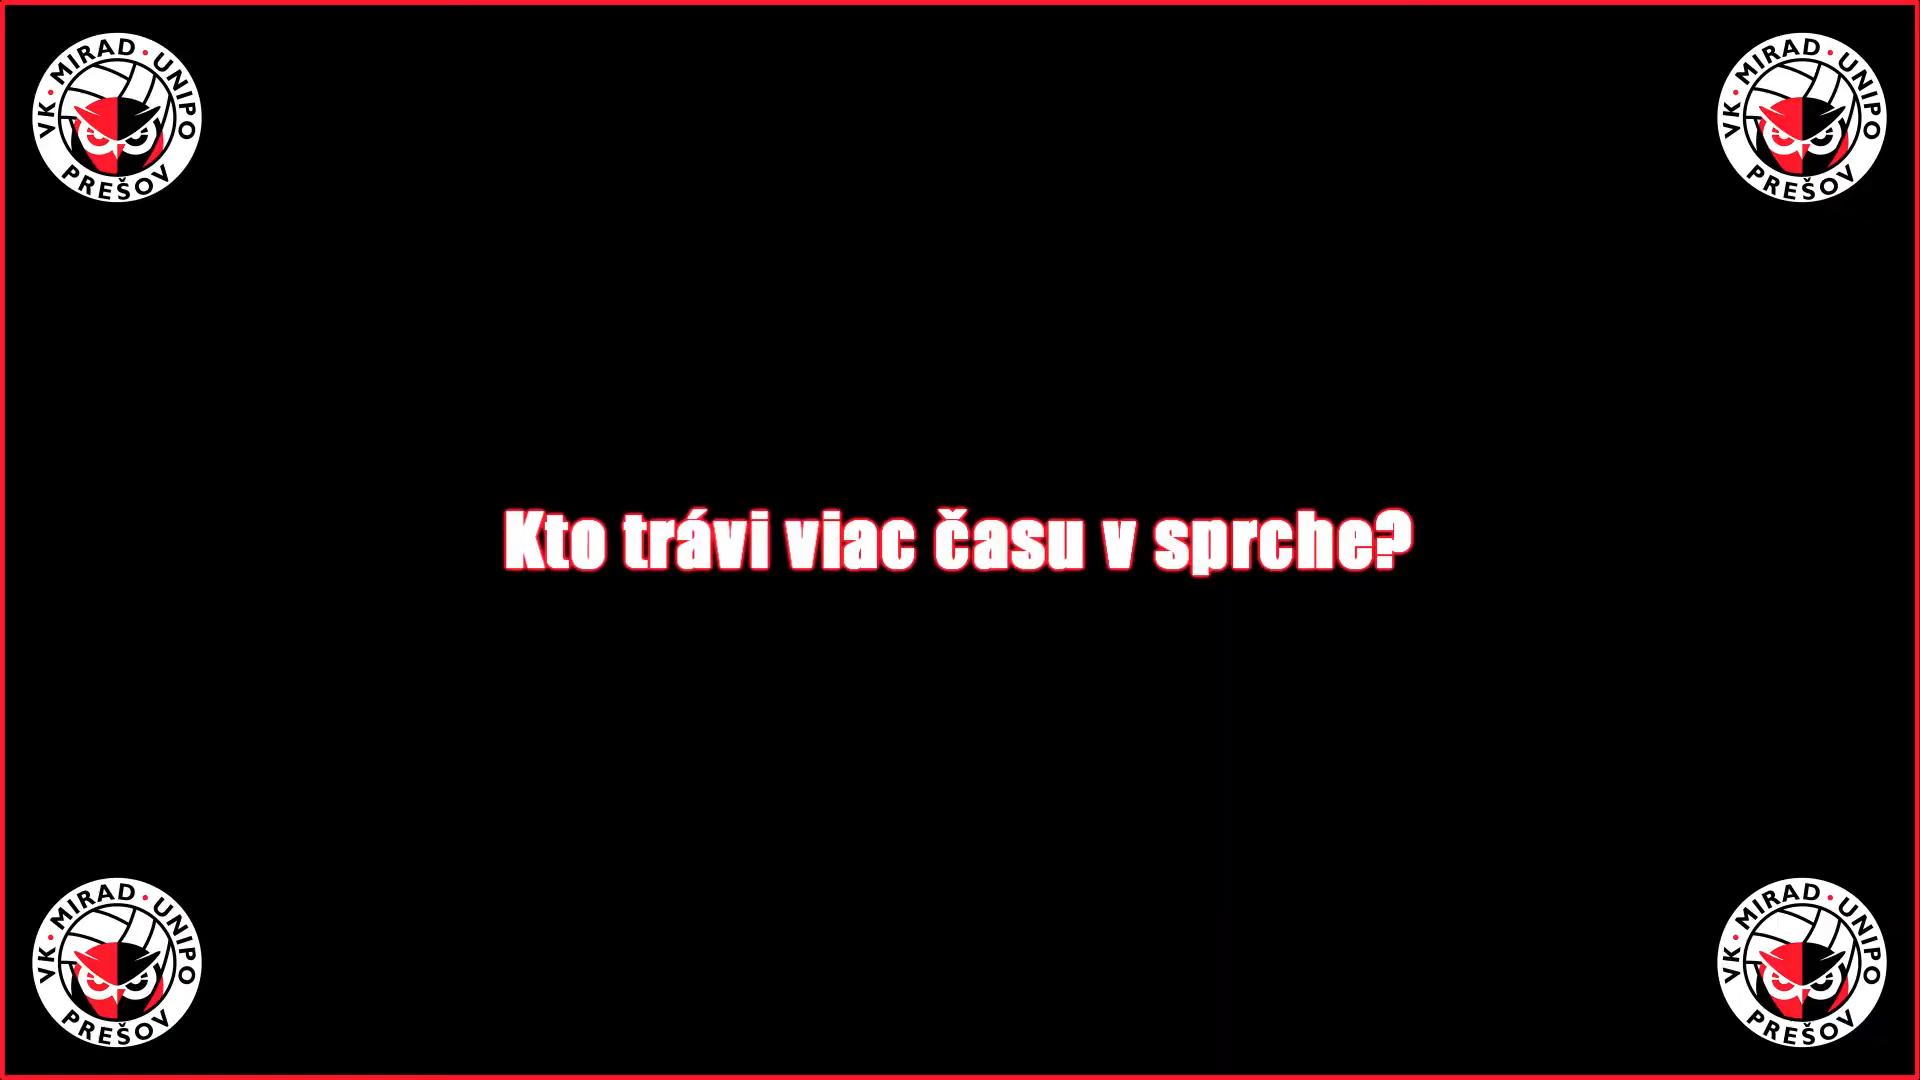 VK • MIRAD • UNIPO
PREŠOV
VK • MIRAD • UNIPO
PREŠOV
Kto trávi viac času v sprche?
VK • MIRAD • UNIPO
PREŠOV
VK • MIRAD • UNIPO
PREŠOV